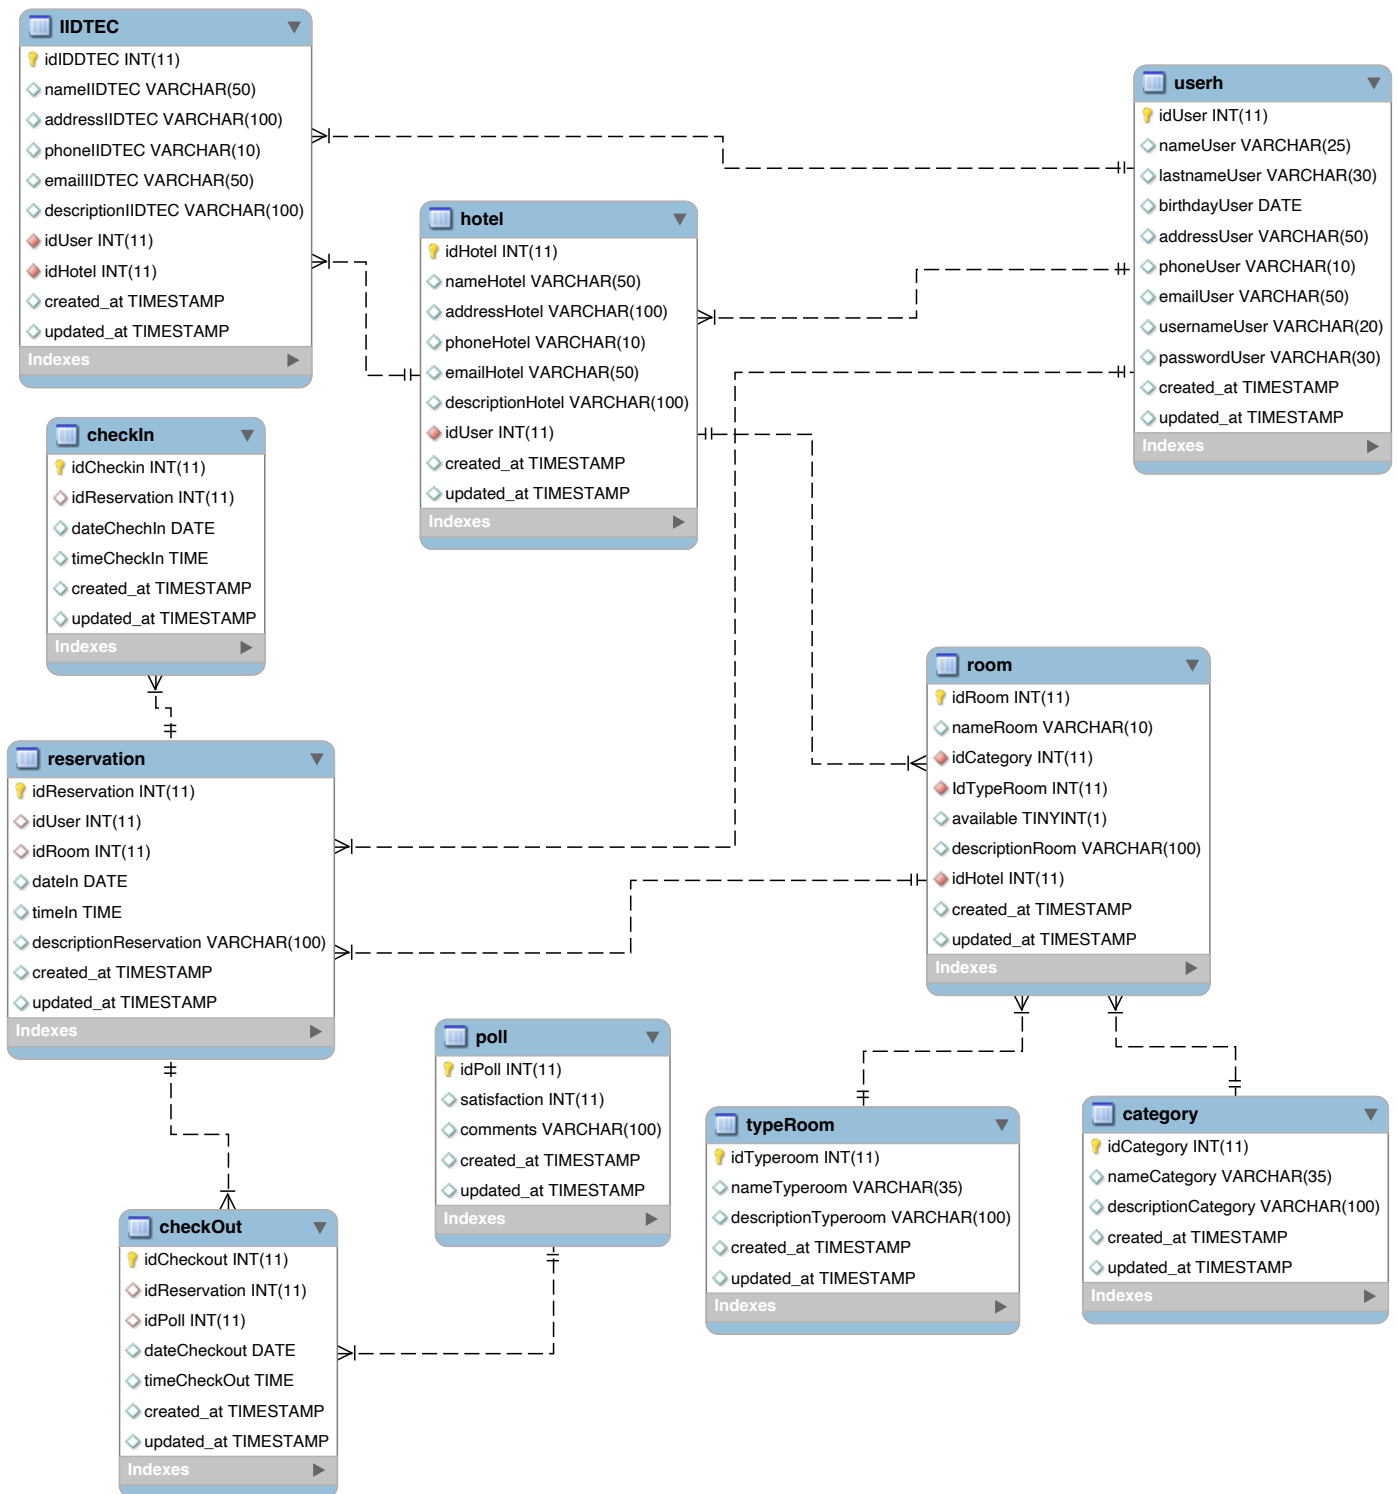 IIDTEC
idIDDTEC INT(11)
nameIIDTEC VARCHAR(50)
addressIIDTEC VARCHAR(100)
phoneIIDTEC VARCHAR(10)
emailIIDTEC VARCHAR(50)
descriptionIIDTEC VARCHAR(100)
idUser INT(11)
idHotel INT(11)
created_at TIMESTAMP
updated_at TIMESTAMP
Indexes
userh
idUser INT(11)
nameUser VARCHAR(25)
lastnameUser VARCHAR(30)
birthdayUser DATE
addressUser VARCHAR(50)
phoneUser VARCHAR(10)
emailUser VARCHAR(50)
usernameUser VARCHAR(20)
passwordUser VARCHAR(30)
created_at TIMESTAMP
updated_at TIMESTAMP
Indexes
hotel
idHotel INT(11)
nameHotel VARCHAR(50)
addressHotel VARCHAR(100)
phoneHotel VARCHAR(10)
emailHotel VARCHAR(50)
descriptionHotel VARCHAR(100)
idUser INT(11)
created_at TIMESTAMP
updated_at TIMESTAMP
Indexes
checkIn
idCheckin INT(11)
idReservation INT(11)
dateChechIn DATE
timeCheckIn TIME
created_at TIMESTAMP
updated_at TIMESTAMP
Indexes
room
idRoom INT(11)
nameRoom VARCHAR(10)
idCategory INT(11)
IdTypeRoom INT(11)
available TINYINT(1)
descriptionRoom VARCHAR(100)
idHotel INT(11)
created_at TIMESTAMP
updated_at TIMESTAMP
Indexes
reservation
idReservation INT(11)
idUser INT(11)
idRoom INT(11)
dateIn DATE
timeIn TIME
descriptionReservation VARCHAR(100)
created_at TIMESTAMP
updated_at TIMESTAMP
Indexes
poll
idPoll INT(11)
satisfaction INT(11)
comments VARCHAR(100)
created_at TIMESTAMP
updated_at TIMESTAMP
Indexes
typeRoom
idTyperoom INT(11)
nameTyperoom VARCHAR(35)
descriptionTyperoom VARCHAR(100)
created_at TIMESTAMP
updated_at TIMESTAMP
Indexes
category
idCategory INT(11)
nameCategory VARCHAR(35)
descriptionCategory VARCHAR(100)
created_at TIMESTAMP
updated_at TIMESTAMP
Indexes
checkOut
idCheckout INT(11)
idReservation INT(11)
idPoll INT(11)
dateCheckout DATE
timeCheckOut TIME
created_at TIMESTAMP
updated_at TIMESTAMP
Indexes